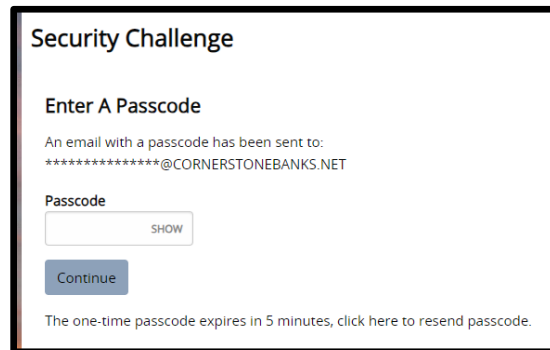 Security Challenge
Enter A Passcode
An email with a passcode has been sent to:
***************@CORNERSTONEBANKS.NET
Passcode
SHOW
Continue
The one-time passcode expires in 5 minutes, click here to resend passcode.